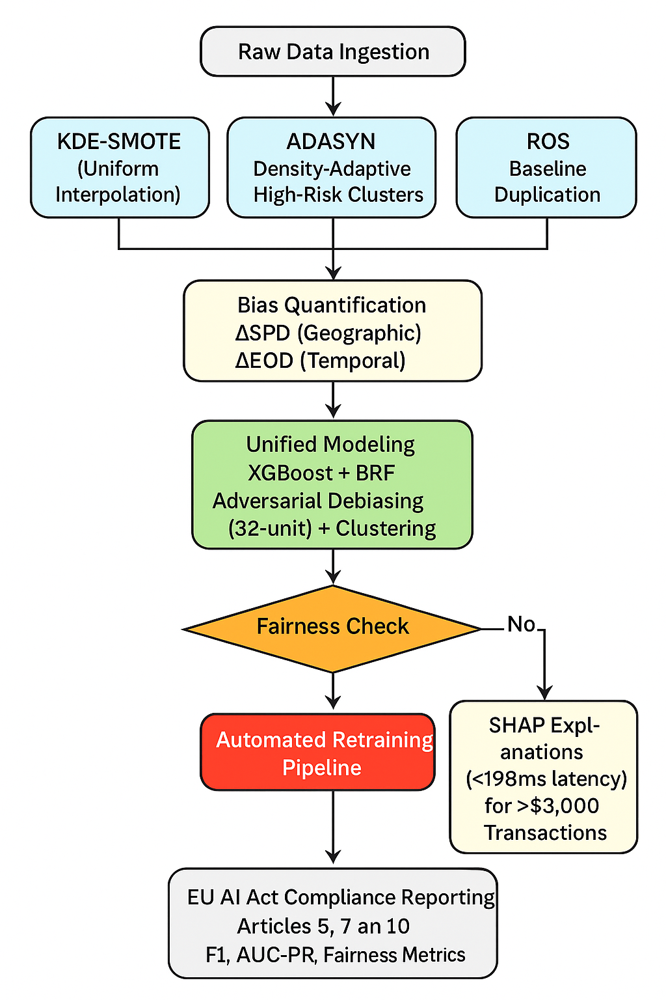 Raw Data Ingestion
KDE-SMOTE
(Uniform
Interpolation)
ADASYN
Density-Adaptive
High-Risk Clusters
ROS
Baseline
Duplication
Bias Quantification
ΔSPD (Geographic)
ΔEOD (Temporal)
Unified Modeling
XGBoost + BRF
Adversarial Debiasing
(32-unit) + Clustering
Fairness Check
No
Automated Retraining
Pipeline
SHAP Expl-
anations
(<198ms latency)
for >$3,000
Transactions
EU AI Act Compliance Reporting
Articles 5, 7 an 10
F1, AUC-PR, Fairness Metrics